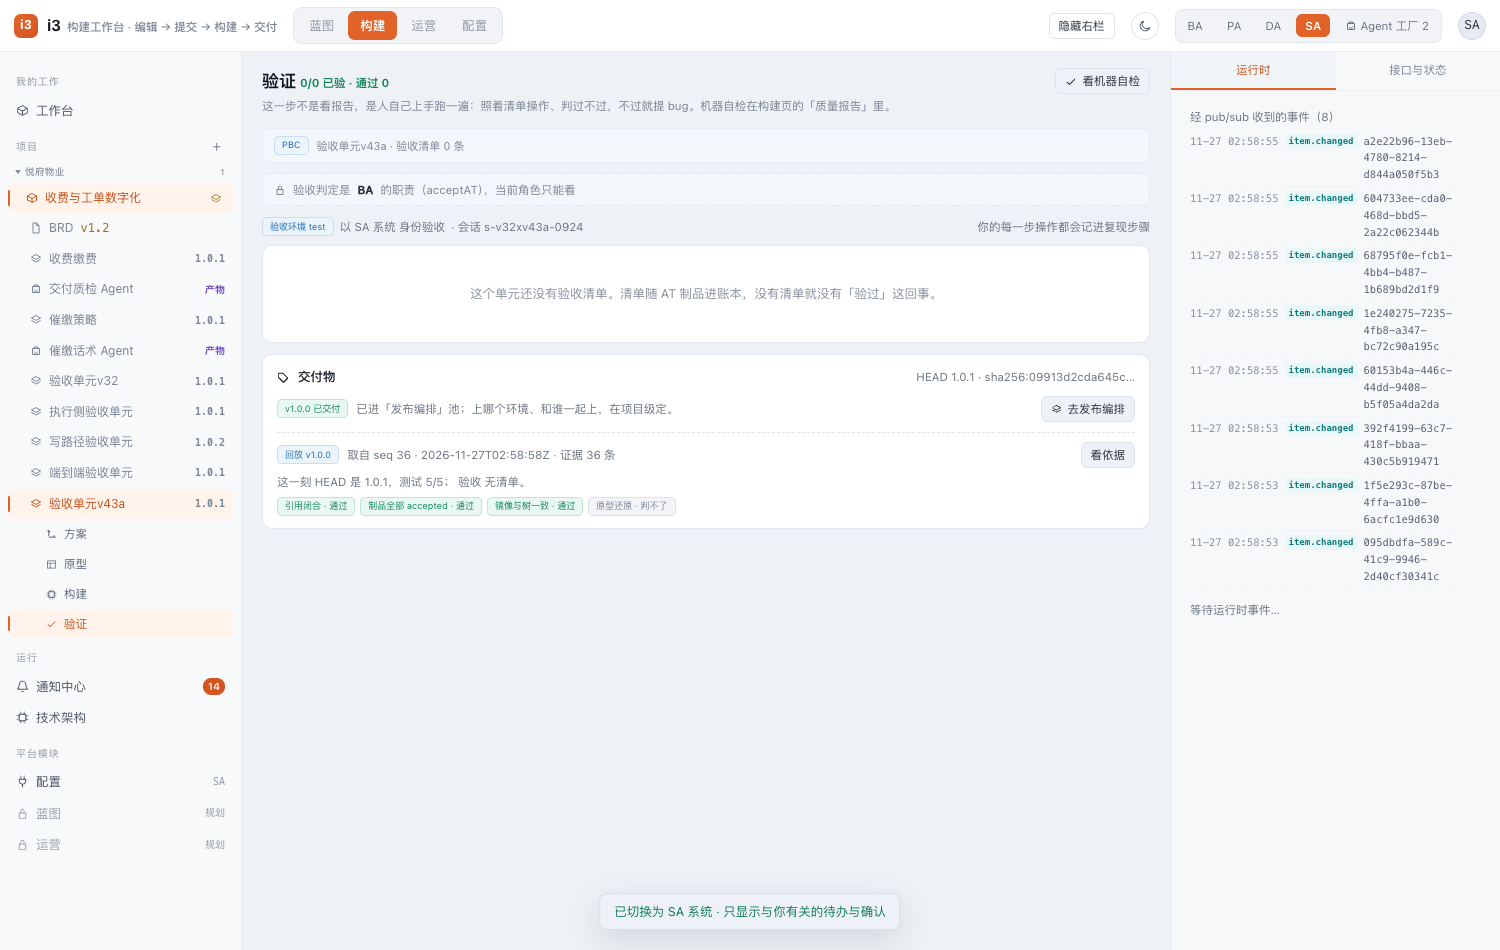 i3 i3 构建工作台 · 编辑 → 提交 → 构建 → 交付
蓝图 构建 运营 配置
隐藏右栏
BA PA DA SA Agent 工厂 2
SA
我的工作
工作台
项目 +
悦府物业 1
收费与工单数字化
BRD v1.2
收费缴费 1.0.1
交付质检 Agent 产物
催缴策略 1.0.1
催缴话术 Agent 产物
验收单元v32 1.0.1
执行侧验收单元 1.0.1
写路径验收单元 1.0.2
端到端验收单元 1.0.1
验收单元v43a 1.0.1
方案
原型
构建
验证
运行
通知中心 14
技术架构
平台模块
配置 SA
蓝图 规划
运营 规划
验证 0/0 已验 · 通过 0
看机器自检
这一步不是看报告，是人自己上手跑一遍：照着清单操作、判过不过，不过就提 bug。机器自检在构建页的「质量报告」里。
PBC 验收单元v43a · 验收清单 0 条
验收判定是 BA 的职责（acceptAT），当前角色只能看
验收环境 test 以 SA 系统 身份验收 · 会话 s-v32xv43a-0924
你的每一步操作都会记进复现步骤
这个单元还没有验收清单。清单随 AT 制品进账本，没有清单就没有「验过」这回事。
交付物
HEAD 1.0.1 · sha256:09913d2cda645c...
v1.0.0 已交付 已进「发布编排」池；上哪个环境、和谁一起上，在项目级定。
去发布编排
回放 v1.0.0 取自 seq 36 · 2026-11-27T02:58:58Z · 证据 36 条
看依据
这一刻 HEAD 是 1.0.1，测试 5/5； 验收 无清单。
引用闭合 · 通过 制品全部 accepted · 通过 镜像与树一致 · 通过 原型还原 · 判不了
已切换为 SA 系统 · 只显示与你有关的待办与确认
运行时 接口与状态
经 pub/sub 收到的事件（8）
11-27 02:58:55 item.changed a2e22b96-13eb-
4780-8214-
d844a050f5b3
11-27 02:58:55 item.changed 604733ee-cda0-
468d-bbd5-
2a22c062344b
11-27 02:58:55 item.changed 68795f0e-fcb1-
4bb4-b487-
1b689bd2d1f9
11-27 02:58:55 item.changed 1e240275-7235-
4fb8-a347-
bc72c90a195c
11-27 02:58:55 item.changed 60153b4a-446c-
44dd-9408-
b5f05a4da2da
11-27 02:58:53 item.changed 392f4199-63c7-
418f-bbaa-
430c5b919471
11-27 02:58:53 item.changed 1f5e293c-87be-
4ffa-a1b0-
6acfc1e9d630
11-27 02:58:53 item.changed 095dbdfa-589c-
41c9-9946-
2d40cf30341c
等待运行时事件…